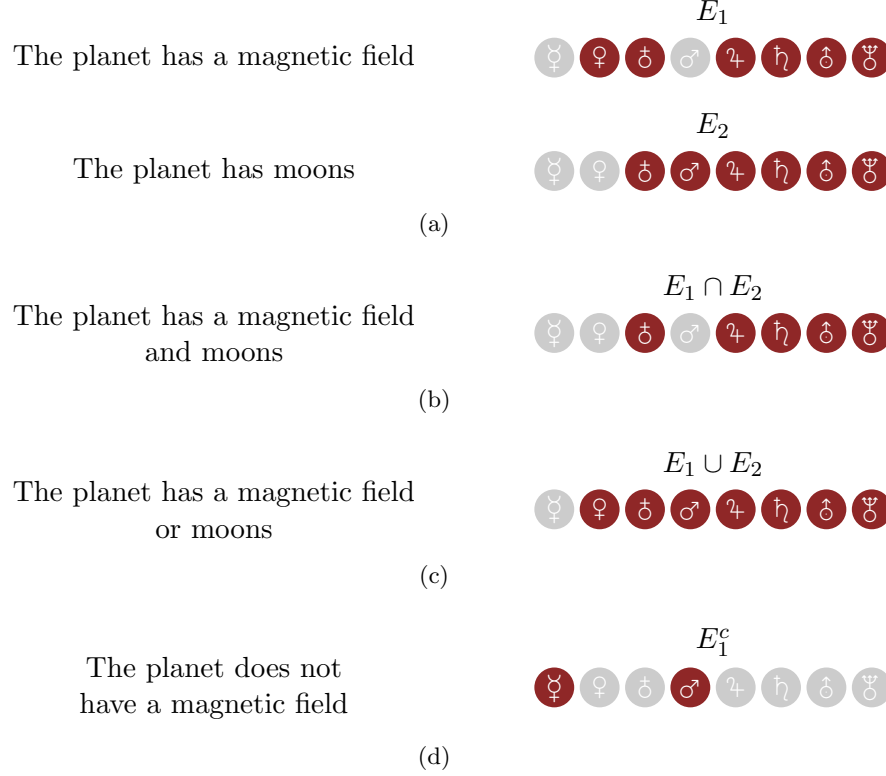 E₁
The planet has a magnetic field
☿ ♀ ♁ ♂ ♃ ♄ ⛢ ♆
E₂
The planet has moons
☿ ♀ ♁ ♂ ♃ ♄ ⛢ ♆
(a)
E₁ ∩ E₂
The planet has a magnetic field
and moons
☿ ♀ ♁ ♂ ♃ ♄ ⛢ ♆
(b)
E₁ ∪ E₂
The planet has a magnetic field
or moons
☿ ♀ ♁ ♂ ♃ ♄ ⛢ ♆
(c)
E₁ᶜ
The planet does not
have a magnetic field
☿ ♀ ♁ ♂ ♃ ♄ ⛢ ♆
(d)